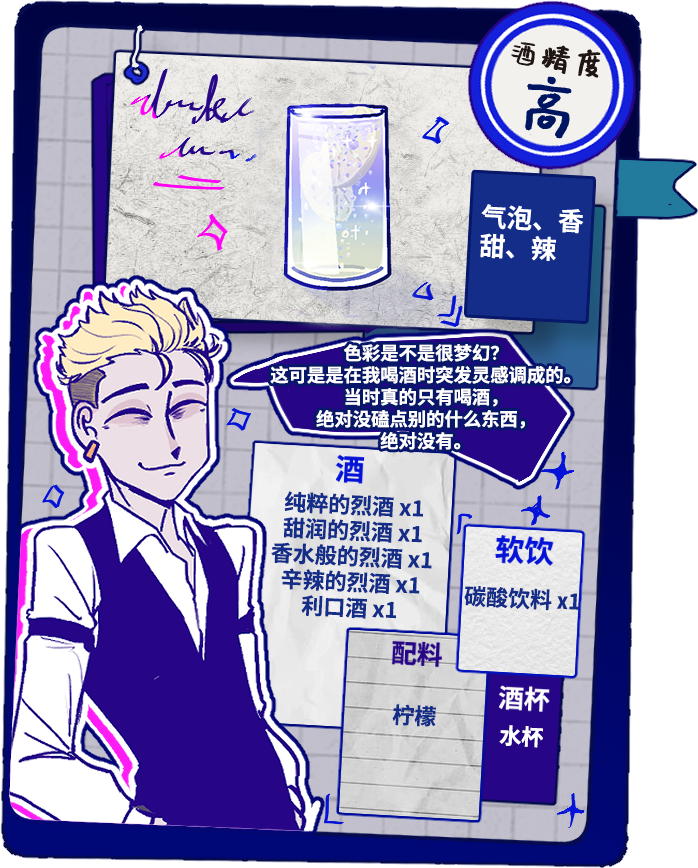 酒精度
高
气泡、香
甜、辣
色彩是不是很梦幻？
这可是是在我喝酒时突发灵感调成的。
当时真的只有喝酒，
绝对没磕点别的什么东西，
绝对没有。
酒
纯粹的烈酒 x1
甜润的烈酒 x1
香水般的烈酒 x1
辛辣的烈酒 x1
利口酒 x1
软饮
碳酸饮料 x1
配料
柠檬
酒杯
水杯